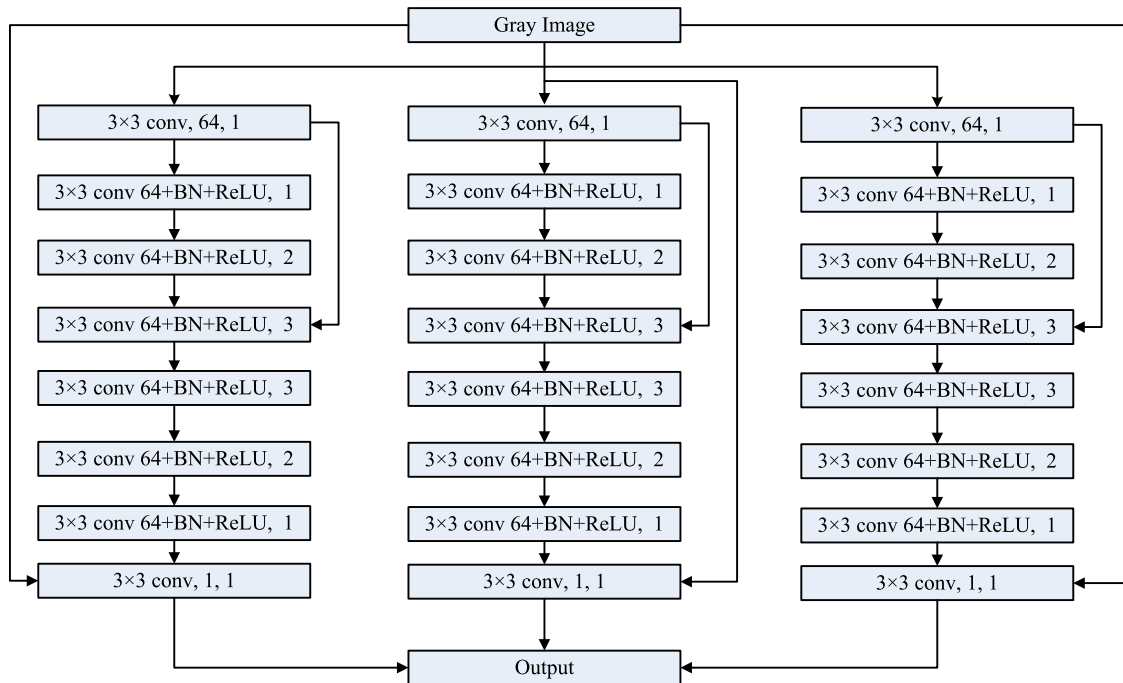 Gray Image
3×3 conv, 64, 1
3×3 conv 64+BN+ReLU, 1
3×3 conv 64+BN+ReLU, 2
3×3 conv 64+BN+ReLU, 3
3×3 conv 64+BN+ReLU, 3
3×3 conv 64+BN+ReLU, 2
3×3 conv 64+BN+ReLU, 1
3×3 conv, 1, 1
3×3 conv, 64, 1
3×3 conv 64+BN+ReLU, 1
3×3 conv 64+BN+ReLU, 2
3×3 conv 64+BN+ReLU, 3
3×3 conv 64+BN+ReLU, 3
3×3 conv 64+BN+ReLU, 2
3×3 conv 64+BN+ReLU, 1
3×3 conv, 1, 1
3×3 conv, 64, 1
3×3 conv 64+BN+ReLU, 1
3×3 conv 64+BN+ReLU, 2
3×3 conv 64+BN+ReLU, 3
3×3 conv 64+BN+ReLU, 3
3×3 conv 64+BN+ReLU, 2
3×3 conv 64+BN+ReLU, 1
3×3 conv, 1, 1
Output